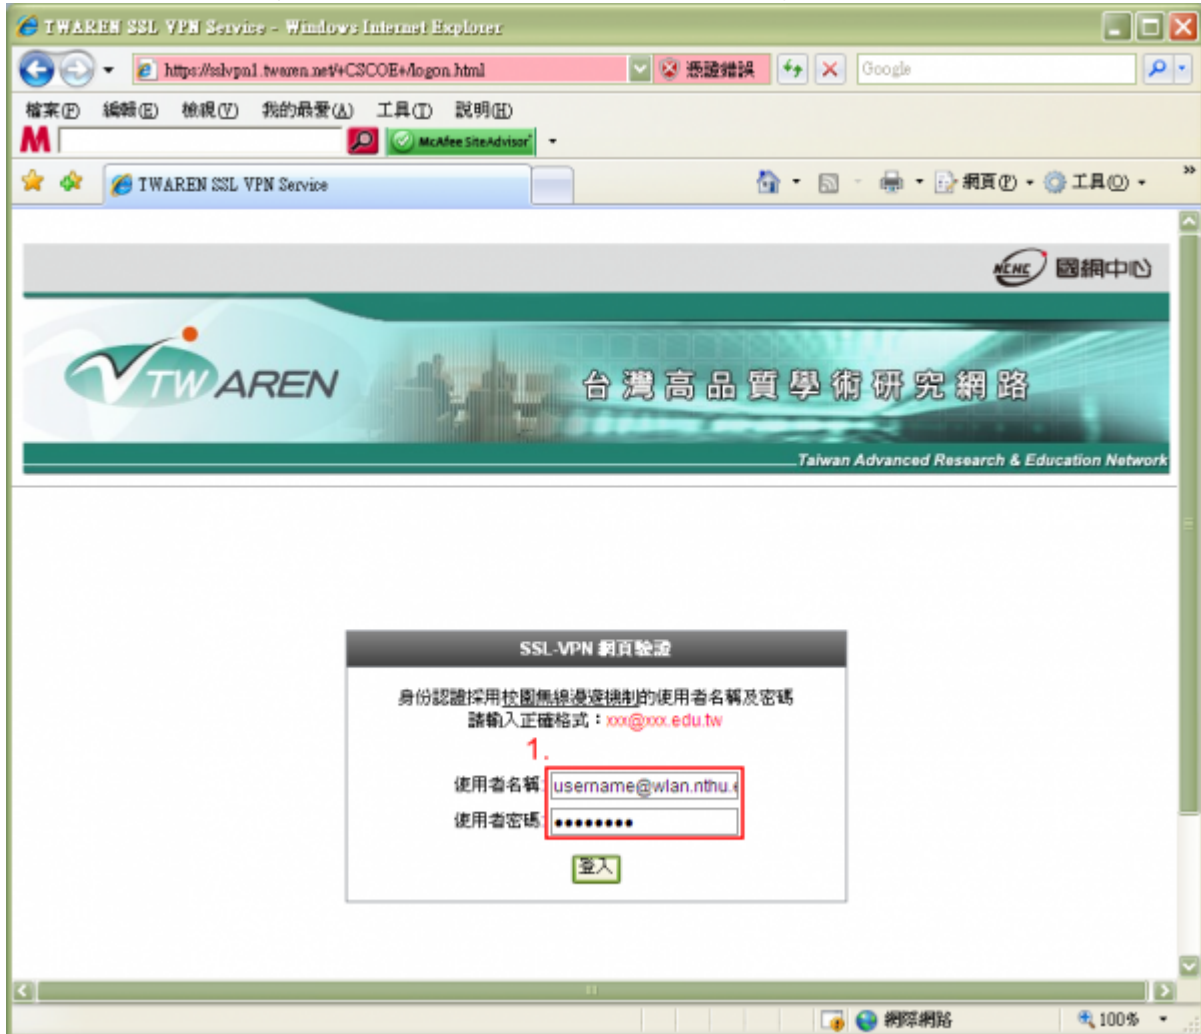 TWAREN SSL VPN Service - Windows Internet Explorer
https://sslvpn1.twaren.net/+CSCOE+/logon.html
憑證錯誤
Google
檔案(F) 編輯(E) 檢視(V) 我的最愛(A) 工具(T) 說明(H)
M
McAfee SiteAdvisor
TWAREN SSL VPN Service
網頁(P)
工具(O)
NCHC 國網中心
TWAREN
台灣高品質學術研究網路
Taiwan Advanced Research & Education Network
SSL-VPN 網頁驗證
身份認證採用校園無線漫遊機制的使用者名稱及密碼
請輸入正確格式：xxx@xxx.edu.tw
1.
使用者名稱: username@wlan.nthu.e
使用者密碼: ●●●●●●●●
登入
網際網路
100%